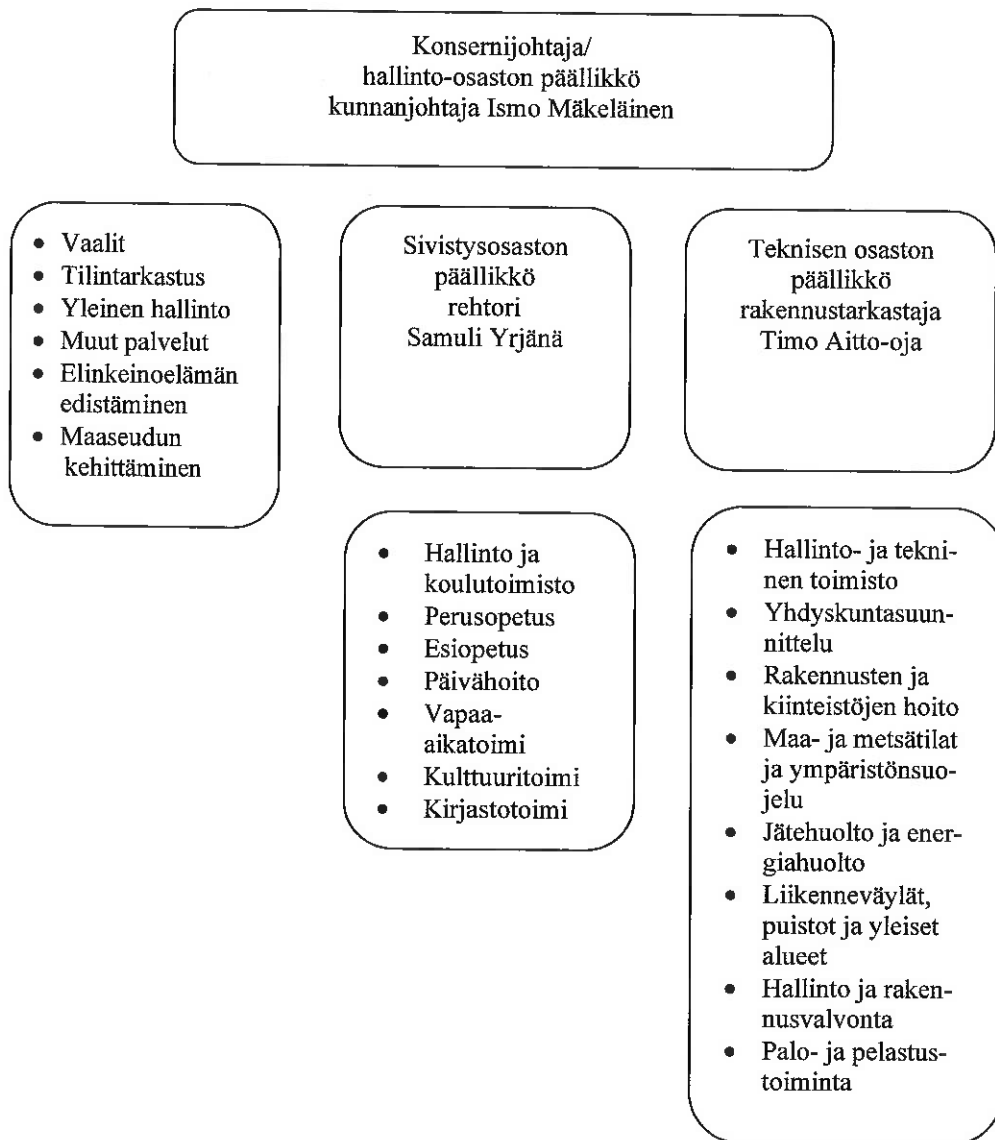 Konsernijohtaja/
hallinto-osaston päällikkö
kunnanjohtaja Ismo Mäkeläinen
• Vaalit
• Tilintarkastus
• Yleinen hallinto
• Muut palvelut
• Elinkeinoelämän
edistäminen
• Maaseudun
kehittäminen
Sivistysosaston
päällikkö
rehtori
Samuli Yrjänä
Teknisen osaston
päällikkö
rakennustarkastaja
Timo Aitto-oja
• Hallinto ja
koulutoimisto
• Perusopetus
• Esiopetus
• Päivähoito
• Vapaa-
aikatoimi
• Kulttuuritoimi
• Kirjastotoimi
• Hallinto- ja tekni-
nen toimisto
• Yhdyskuntasuun-
nittelu
• Rakennusten ja
kiinteistöjen hoito
• Maa- ja metsätilat
ja ympäristönsuo-
jelu
• Jätehuolto ja ener-
giahuolto
• Liikenneväylät,
puistot ja yleiset
alueet
• Hallinto ja raken-
nusvalvonta
• Palo- ja pelastus-
toiminta